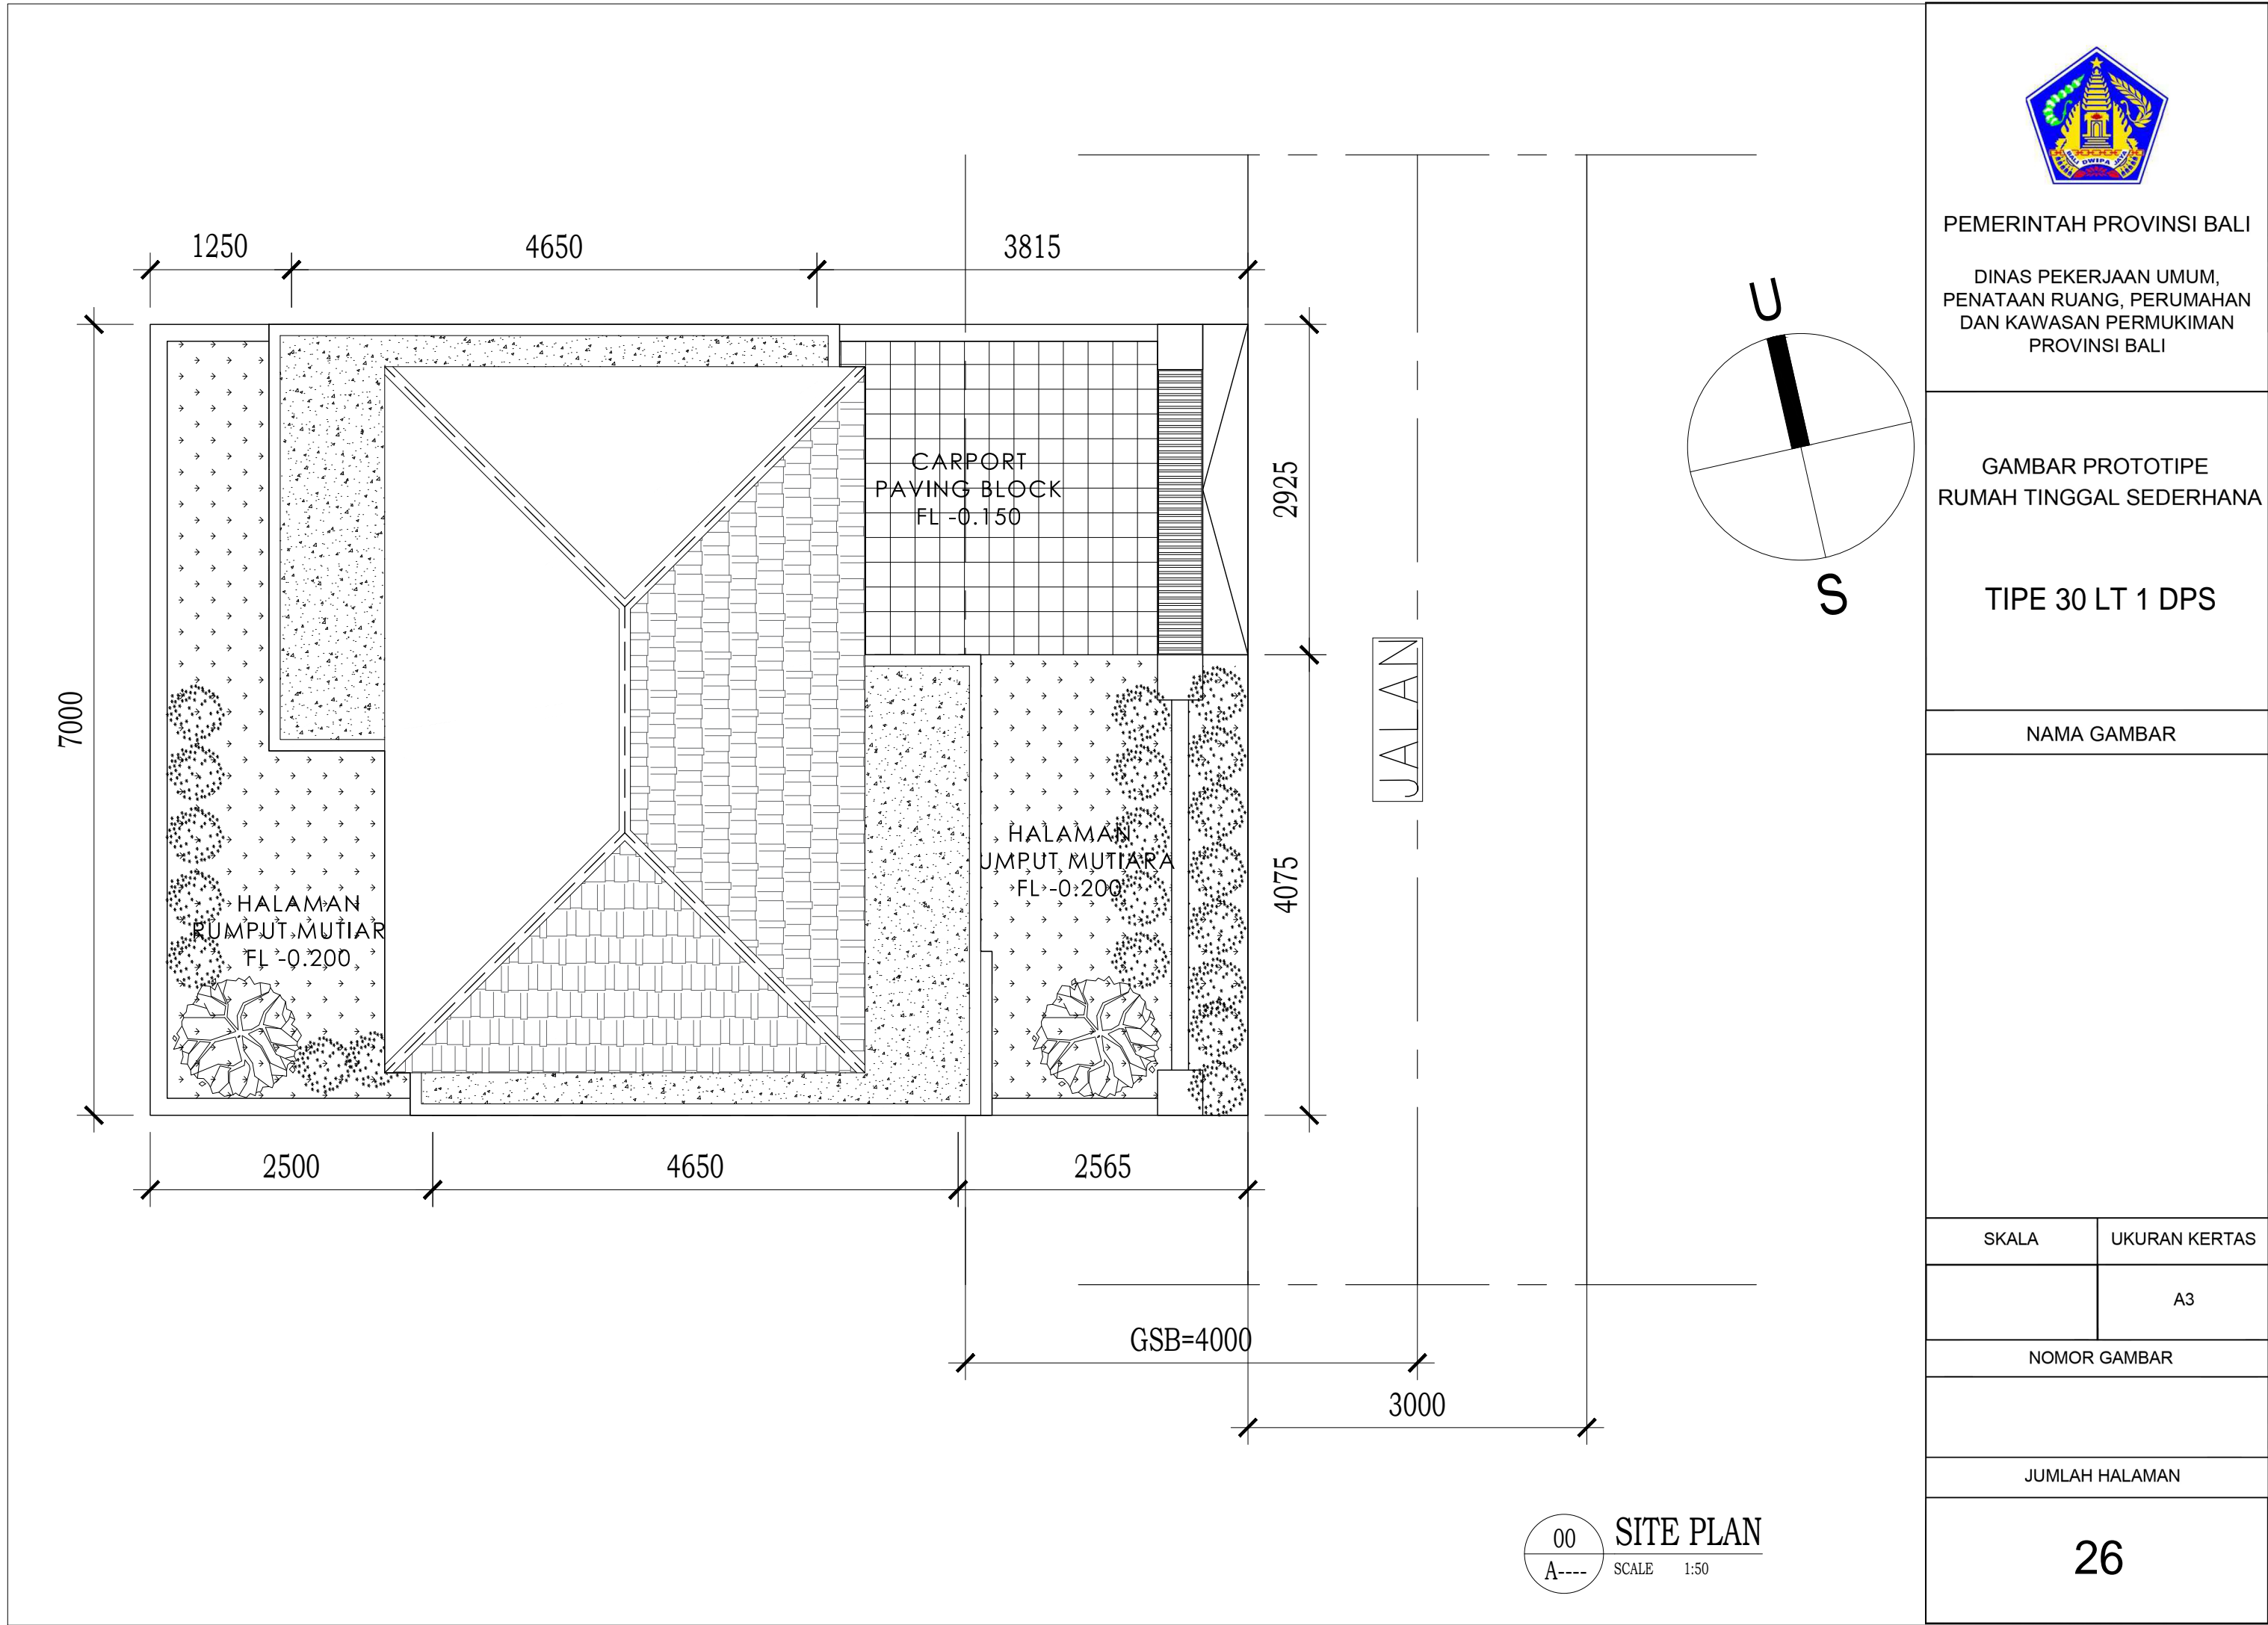 1250
4650
3815
7000
2925
4075
CARPORT
PAVING BLOCK
FL -0.150
HALAMAN
UMPUT MUTIARA
FL -0.200
HALAMAN
RUMPUT MUTIAR
FL -0.200
JALAN
U
S
2500
4650
2565
GSB=4000
3000
00
A----
SITE PLAN
SCALE 1:50
BALI DWIPA JAYA
PEMERINTAH PROVINSI BALI
DINAS PEKERJAAN UMUM,
PENATAAN RUANG, PERUMAHAN
DAN KAWASAN PERMUKIMAN
PROVINSI BALI
GAMBAR PROTOTIPE
RUMAH TINGGAL SEDERHANA
TIPE 30 LT 1 DPS
NAMA GAMBAR
SKALA
UKURAN KERTAS
A3
NOMOR GAMBAR
JUMLAH HALAMAN
26